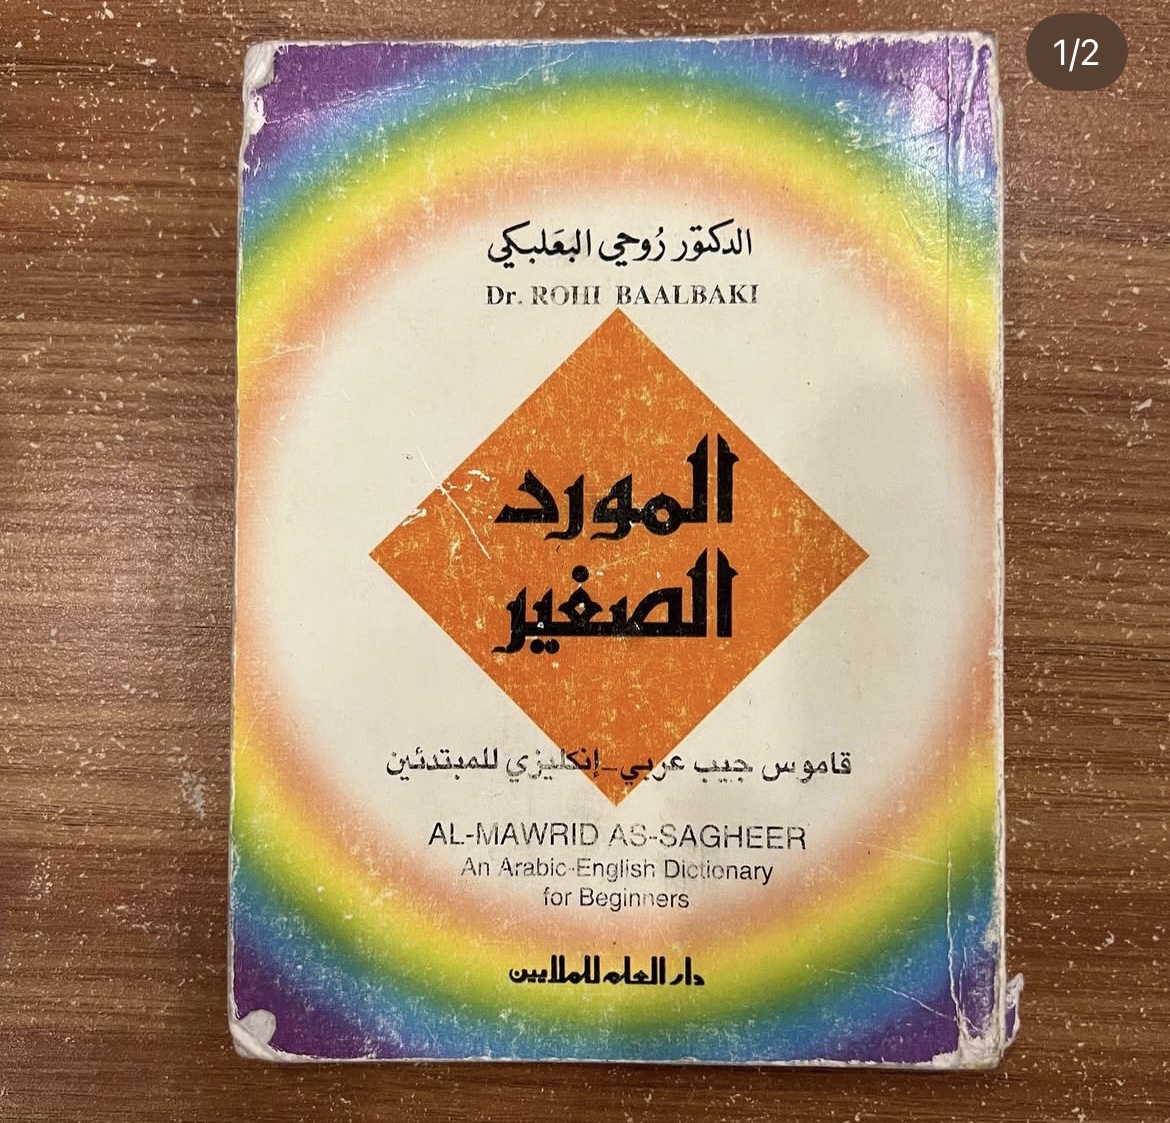 1/2
الدكتور رُوحي البَعلبكي
Dr. ROHI BAALBAKI
المورد
الصغير
قاموس جيب عربي-إنكليزي للمبتدئين
AL-MAWRID AS-SAGHEER
An Arabic-English Dictionary
for Beginners
دار العلم للملايين